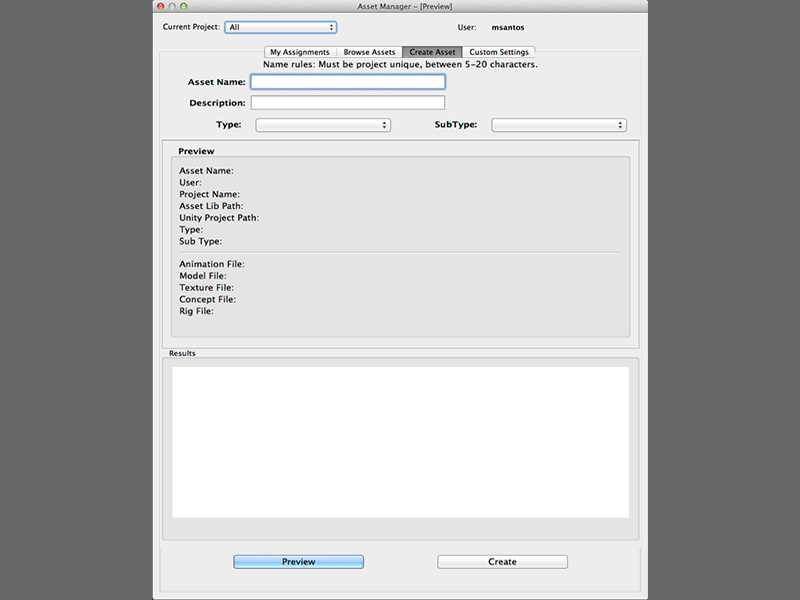 Asset Manager – [Preview]
Current Project: All User: msantos
My Assignments Browse Assets Create Asset Custom Settings
Name rules: Must be project unique, between 5–20 characters.
Asset Name:
Description:
Type: SubType:
Preview
Asset Name:
User:
Project Name:
Asset Lib Path:
Unity Project Path:
Type:
Sub Type:
Animation File:
Model File:
Texture File:
Concept File:
Rig File:
Results
Preview Create